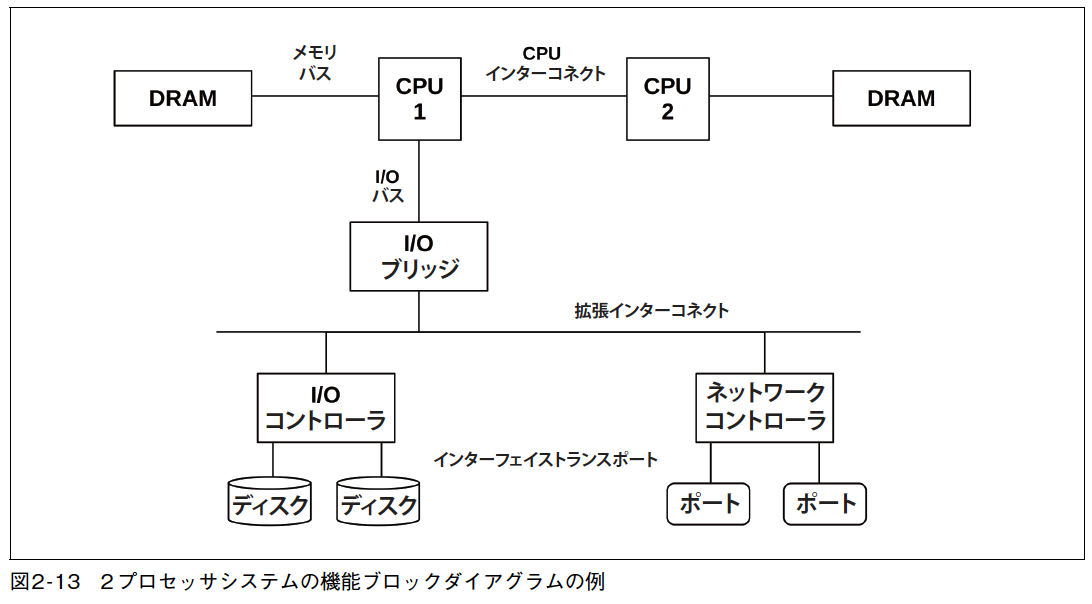 メモリ
バス
CPU
インターコネクト
DRAM
CPU
1
CPU
2
DRAM
I/O
バス
I/O
ブリッジ
拡張インターコネクト
I/O
コントローラ
ネットワーク
コントローラ
インターフェイストランスポート
ディスク
ディスク
ポート
ポート
図2-13 2プロセッサシステムの機能ブロックダイアグラムの例